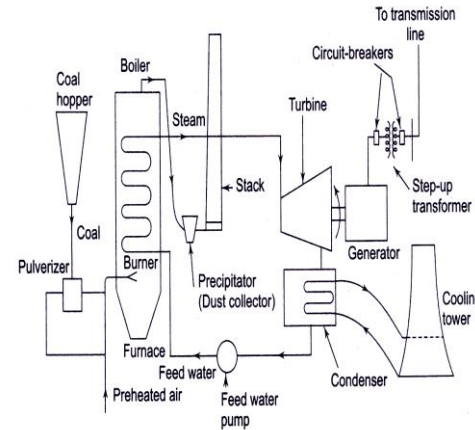 To transmission
line
Circuit-breakers
Boiler
Coal
hopper
Turbine
Steam
Stack
Step-up
transformer
Coal
Generator
Pulverizer
Burner
Precipitator
(Dust collector)
Coolin
tower
Furnace
Feed water
Condenser
Preheated air
Feed water
pump